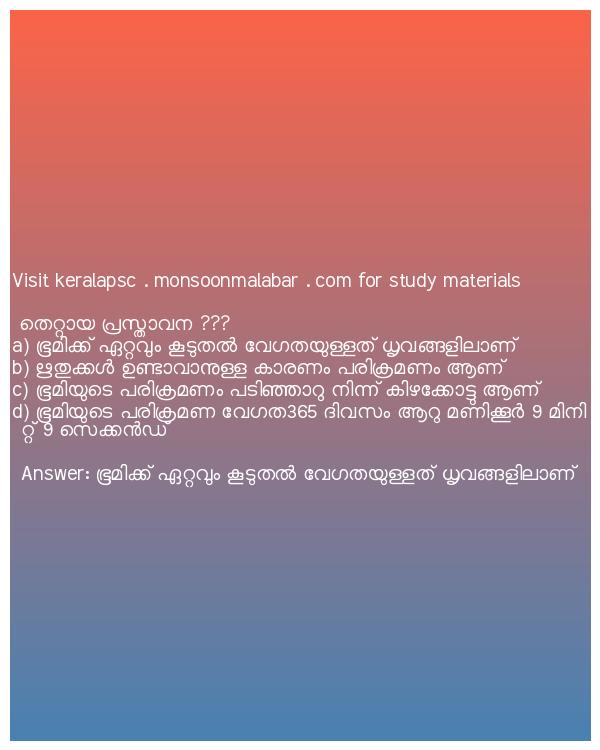 Visit keralapsc . monsoonmalabar . com for study materials
തെറ്റായ പ്രസ്താവന ???
a) ഭൂമിക്ക് ഏറ്റവും കൂടുതൽ വേഗതയുള്ളത് ധൃവങ്ങളിലാണ്
b) ഋതുക്കൾ ഉണ്ടാവാനുള്ള കാരണം പരിക്രമണം ആണ്
c) ഭൂമിയുടെ പരിക്രമണം പടിഞ്ഞാറു നിന്ന് കിഴക്കോട്ടു ആണ്
d) ഭൂമിയുടെ പരിക്രമണ വേഗത365 ദിവസം ആറു മണിക്കൂർ 9 മിനി
റ്റ് 9 സെക്കൻഡ്
Answer: ഭൂമിക്ക് ഏറ്റവും കൂടുതൽ വേഗതയുള്ളത് ധൃവങ്ങളിലാണ്